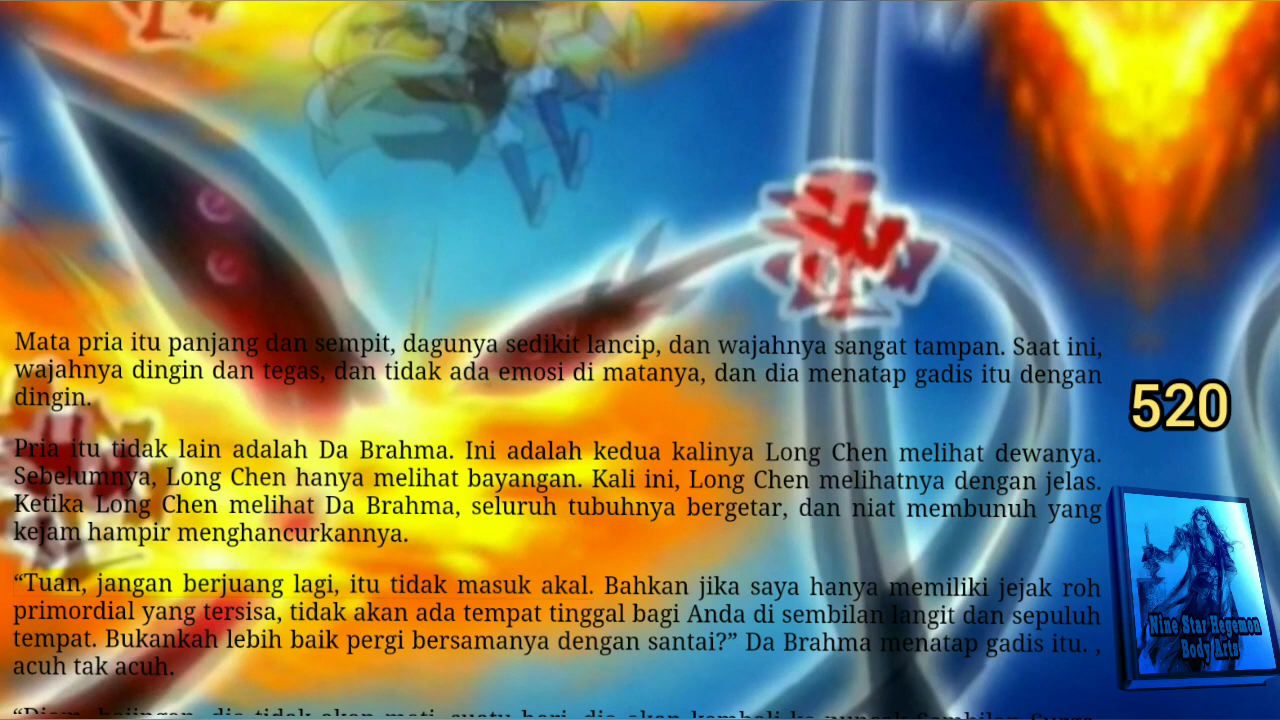 Mata pria itu panjang dan sempit, dagunya sedikit lancip, dan wajahnya sangat tampan. Saat ini,
wajahnya dingin dan tegas, dan tidak ada emosi di matanya, dan dia menatap gadis itu dengan
dingin.
Pria itu tidak lain adalah Da Brahma. Ini adalah kedua kalinya Long Chen melihat dewanya.
Sebelumnya, Long Chen hanya melihat bayangan. Kali ini, Long Chen melihatnya dengan jelas.
Ketika Long Chen melihat Da Brahma, seluruh tubuhnya bergetar, dan niat membunuh yang
kejam hampir menghancurkannya.
“Tuan, jangan berjuang lagi, itu tidak masuk akal. Bahkan jika saya hanya memiliki jejak roh
primordial yang tersisa, tidak akan ada tempat tinggal bagi Anda di sembilan langit dan sepuluh
tempat. Bukankah lebih baik pergi bersamanya dengan santai?” Da Brahma menatap gadis itu. ,
acuh tak acuh.
520
Nine Star Hegemon
Body Arts